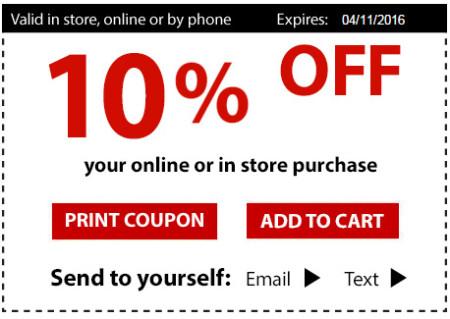 Valid in store, online or by phone Expires: 04/11/2016
10% OFF
your online or in store purchase
PRINT COUPON ADD TO CART
Send to yourself: Email Text